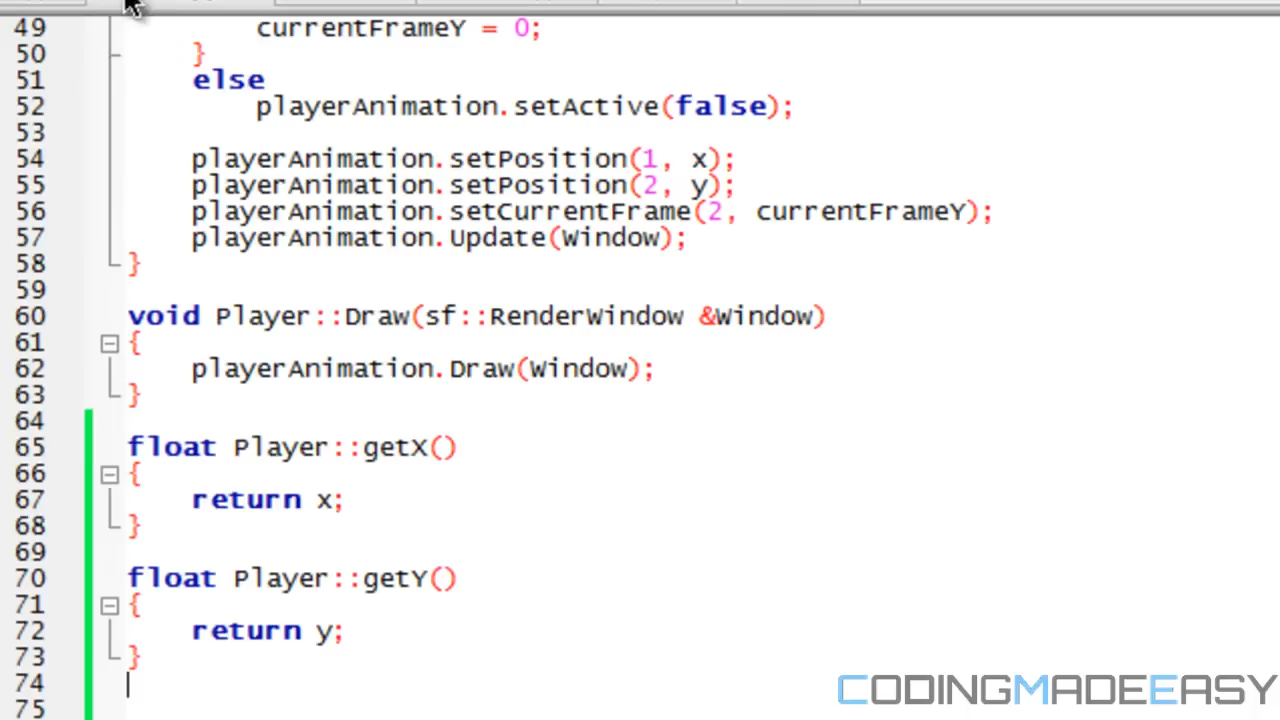 49 currentFrameY = 0;
50 }
51 else
52 playerAnimation.setActive(false);
53
54 playerAnimation.setPosition(1, x);
55 playerAnimation.setPosition(2, y);
56 playerAnimation.setCurrentFrame(2, currentFrameY);
57 playerAnimation.Update(Window);
58 }
59
60 void Player::Draw(sf::RenderWindow &Window)
61 {
62 playerAnimation.Draw(Window);
63 }
64
65 float Player::getX()
66 {
67 return x;
68 }
69
70 float Player::getY()
71 {
72 return y;
73 }
74
75
CODINGMADEEASY